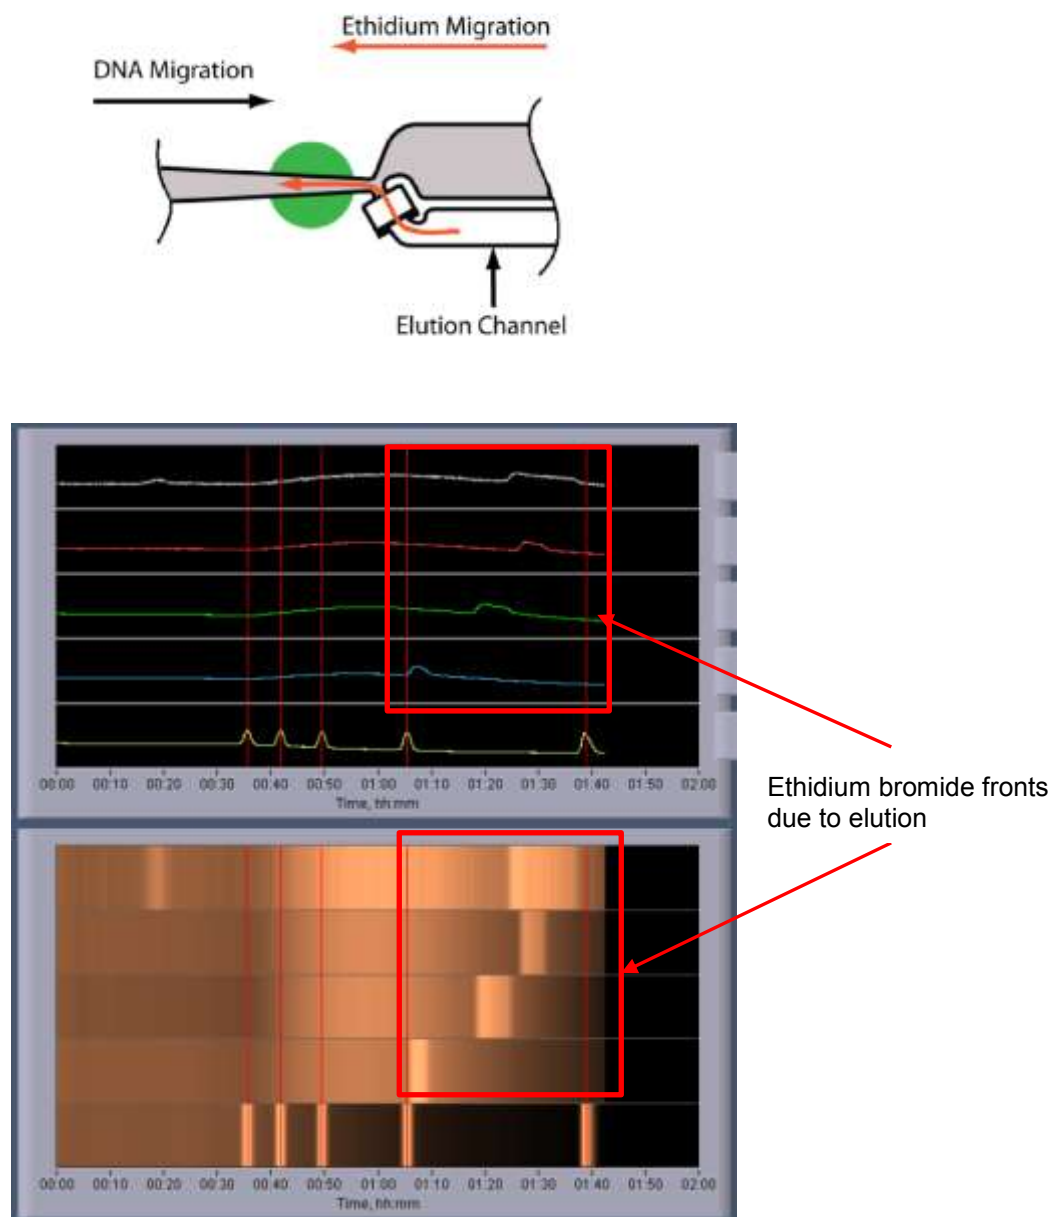 Ethidium Migration
DNA Migration
Elution Channel
00:00 00:10 00:20 00:30 00:40 00:50 01:00 01:10 01:20 01:30 01:40 01:50 02:00
Time, hh:mm
Ethidium bromide fronts
due to elution
00:00 00:10 00:20 00:30 00:40 00:50 01:00 01:10 01:20 01:30 01:40 01:50 02:00
Time, hh:mm